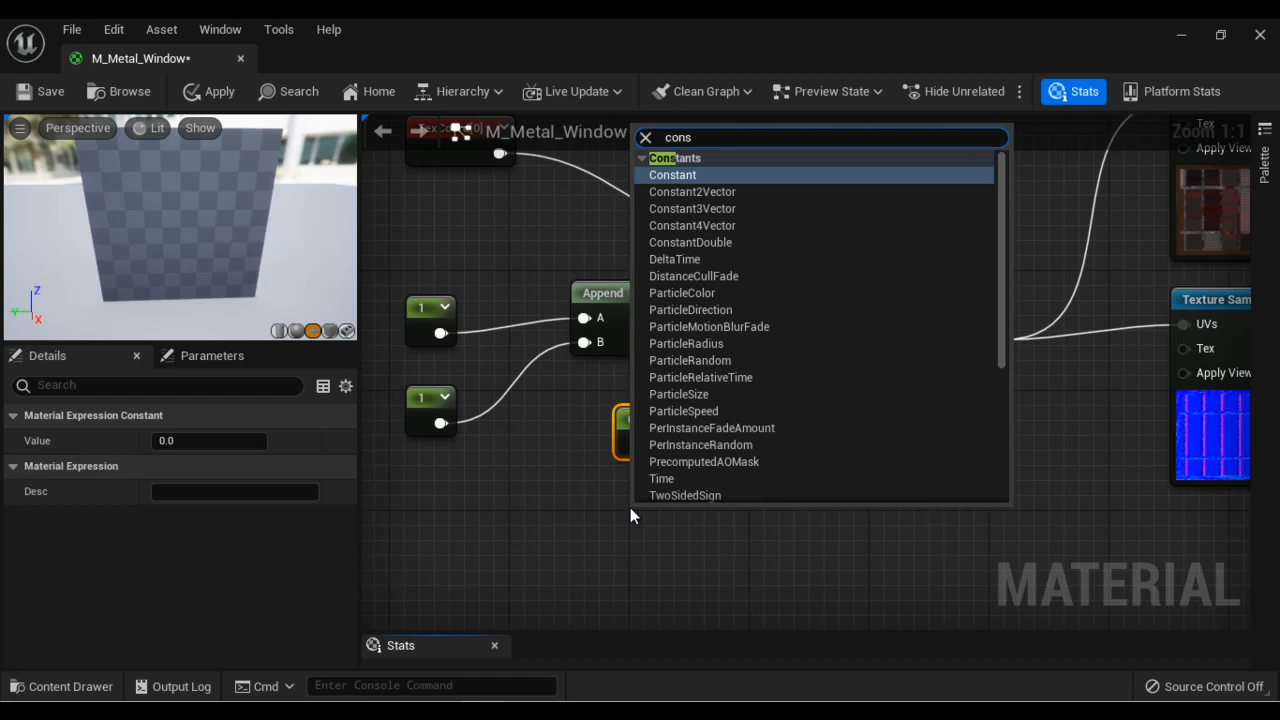 File Edit Asset Window Tools Help
M_Metal_Window*
Save Browse Apply Search Home Hierarchy Live Update Clean Graph Preview State Hide Unrelated Stats Platform Stats
Perspective Lit Show
M_Metal_Window
Zoom 1:1
Palette
TexCoord[0]
cons
Constants
Constant
Constant2Vector
Constant3Vector
Constant4Vector
ConstantDouble
DeltaTime
DistanceCullFade
ParticleColor
ParticleDirection
ParticleMotionBlurFade
ParticleRadius
ParticleRandom
ParticleRelativeTime
ParticleSize
ParticleSpeed
PerInstanceFadeAmount
PerInstanceRandom
PrecomputedAOMask
Time
TwoSidedSign
Tex
Apply View
1
1
Append
A
B
Texture Sam
UVs
Tex
Apply View
Z
Y
X
Details Parameters
Search
Material Expression Constant
Value 0.0
Material Expression
Desc
MATERIAL
Stats
Content Drawer Output Log Cmd Enter Console Command Source Control Off